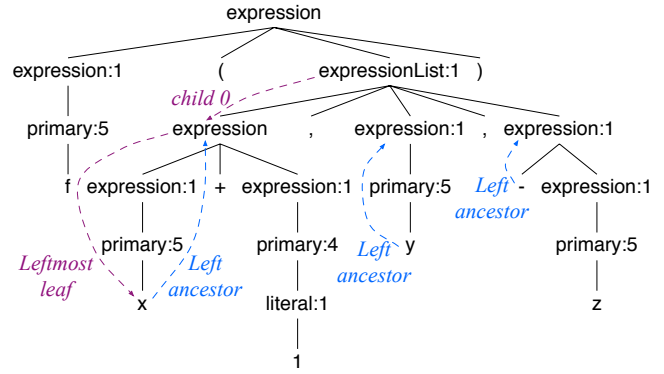 expression
expression:1 ( expressionList:1 )
child 0
primary:5 expression , expression:1 , expression:1
f expression:1 + expression:1 primary:5 Left - expression:1
ancestor
primary:5 primary:4 Left y primary:5
ancestor
Leftmost Left
leaf ancestor
x literal:1 z
1